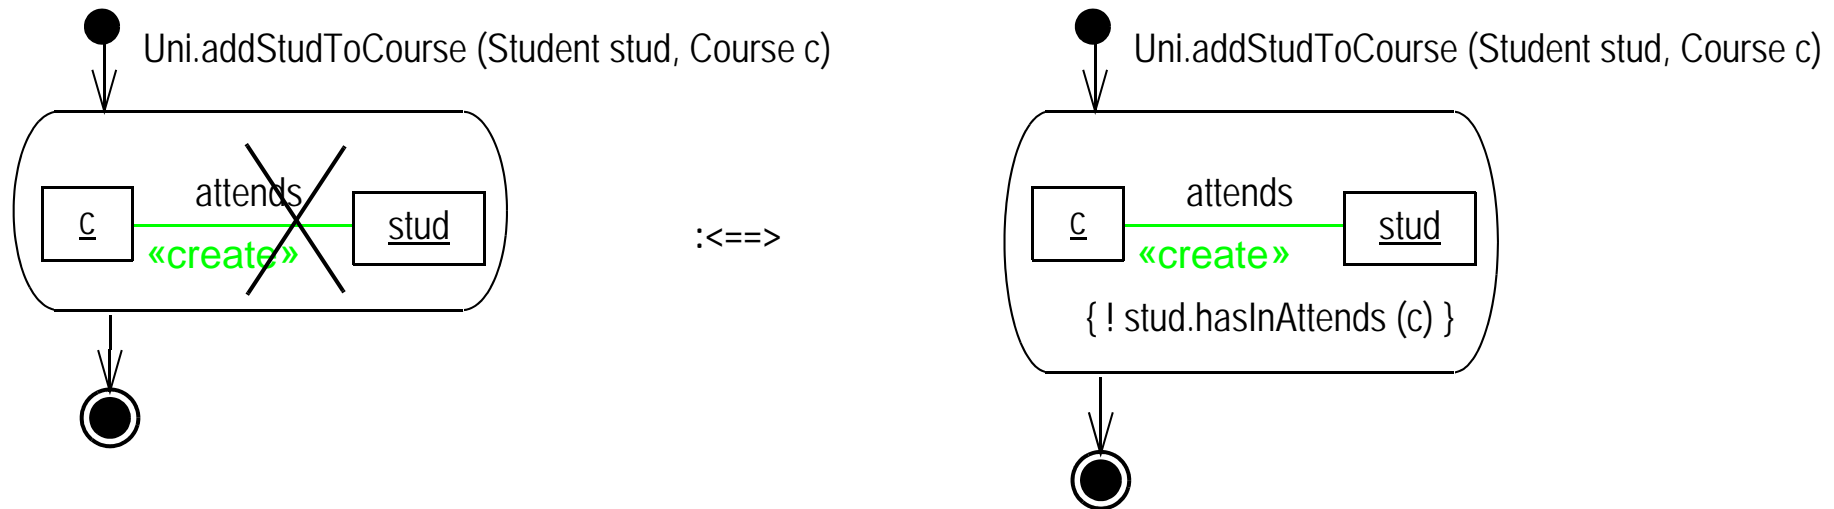 Uni.addStudToCourse (Student stud, Course c)
attends
c
stud
«create»
:<==>
Uni.addStudToCourse (Student stud, Course c)
attends
c
stud
«create»
{ ! stud.hasInAttends (c) }